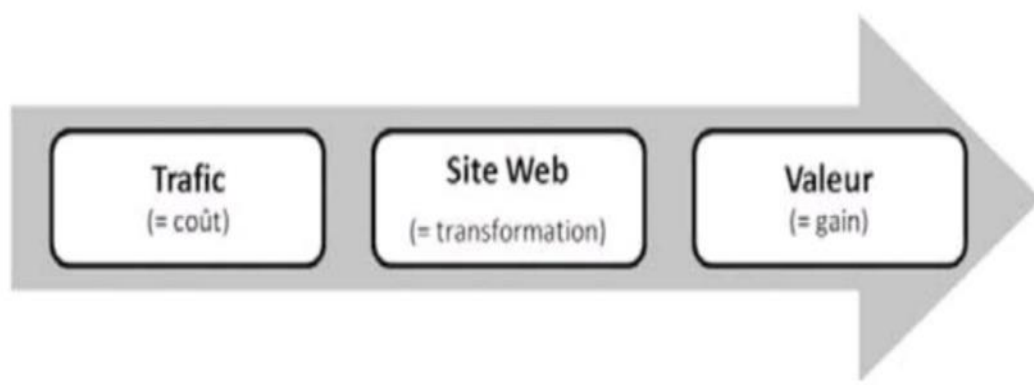 Trafic
(= coût)
Site Web
(= transformation)
Valeur
(= gain)